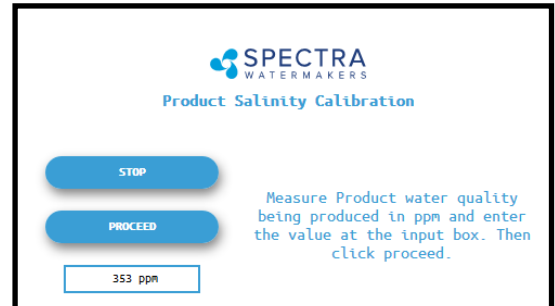 SPECTRA
WATERMAKERS
Product Salinity Calibration
STOP
PROCEED
353 ppm
Measure Product water quality
being produced in ppm and enter
the value at the input box. Then
click proceed.